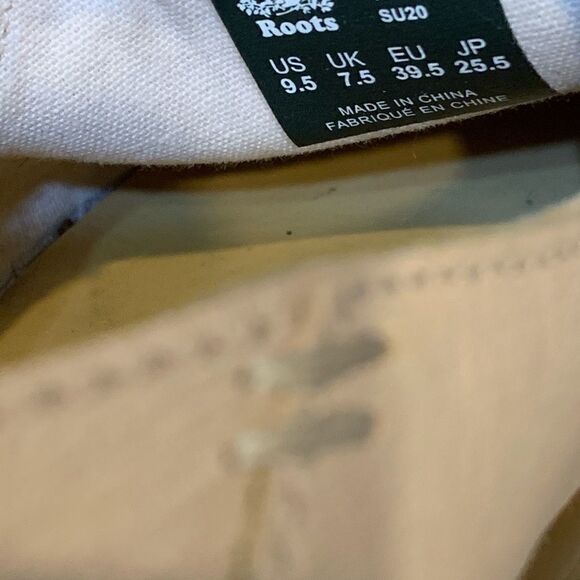 Roots
SU20
US UK EU JP
9.5 7.5 39.5 25.5
MADE IN CHINA
FABRIQUÉ EN CHINE